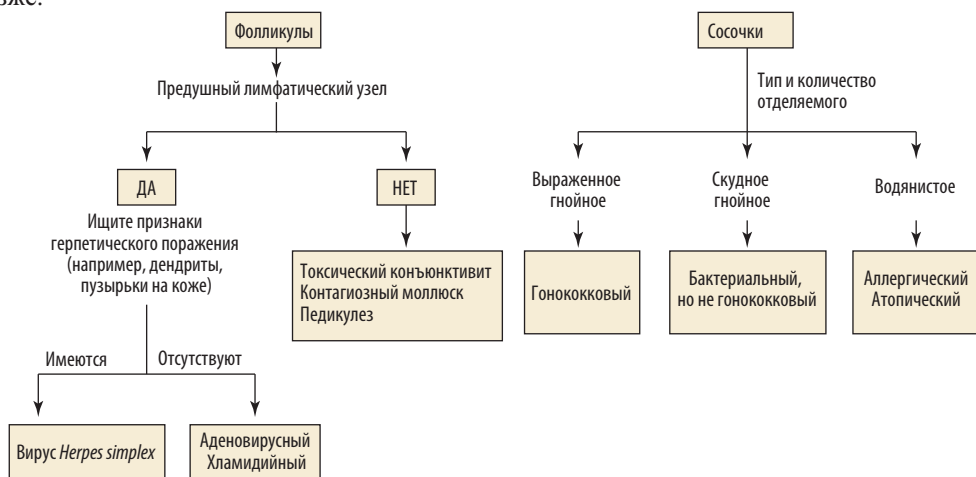 же.
Фолликулы
Предушный лимфатический узел
ДА
НЕТ
Ищите признаки
герпетического поражения
(например, дендриты,
пузырьки на коже)
Токсический конъюнктивит
Контагиозный моллюск
Педикулез
Имеются
Отсутствуют
Вирус Herpes simplex
Аденовирусный
Хламидийный
Сосочки
Тип и количество
отделяемого
Выраженное
гнойное
Скудное
гнойное
Водянистое
Гонококковый
Бактериальный,
но не гонококковый
Аллергический
Атопический